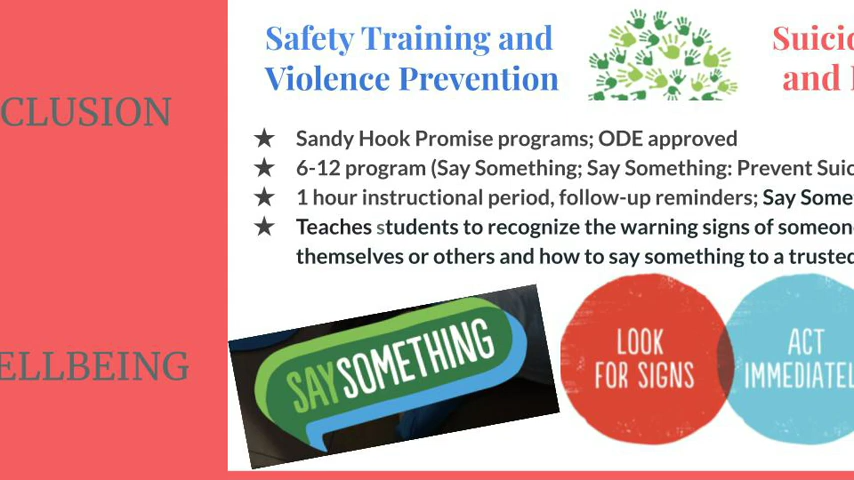 CLUSION
ELLBEING
Safety Training and
Violence Prevention
Suici
and
★ Sandy Hook Promise programs; ODE approved
★ 6-12 program (Say Something; Say Something: Prevent Suic
★ 1 hour instructional period, follow-up reminders; Say Some
★ Teaches students to recognize the warning signs of someon
themselves or others and how to say something to a trusted
SAYSOMETHING
LOOK
FOR SIGNS
ACT
IMMEDIATEL